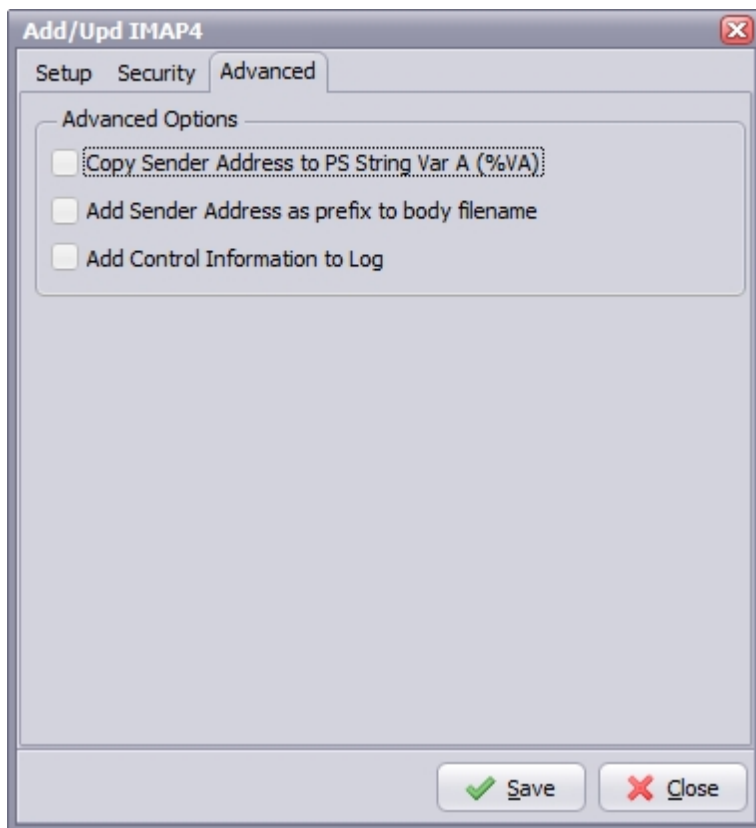 Add/Upd IMAP4
Setup Security Advanced
Advanced Options
Copy Sender Address to PS String Var A (%VA)
Add Sender Address as prefix to body filename
Add Control Information to Log
Save Close